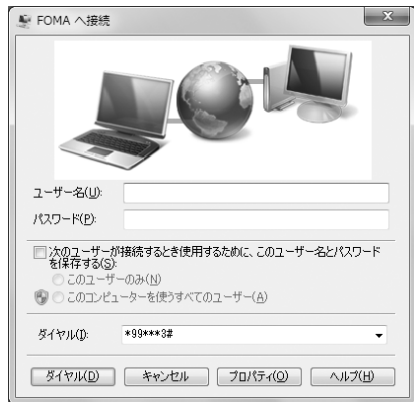 FOMA へ接続
ユーザー名(U):
パスワード(P):
次のユーザーが接続するとき使用するために、このユーザー名とパスワード
を保存する(S):
このユーザーのみ(N)
このコンピューターを使うすべてのユーザー(A)
ダイヤル(I): *99***3#
ダイヤル(D) キャンセル プロパティ(O) ヘルプ(H)